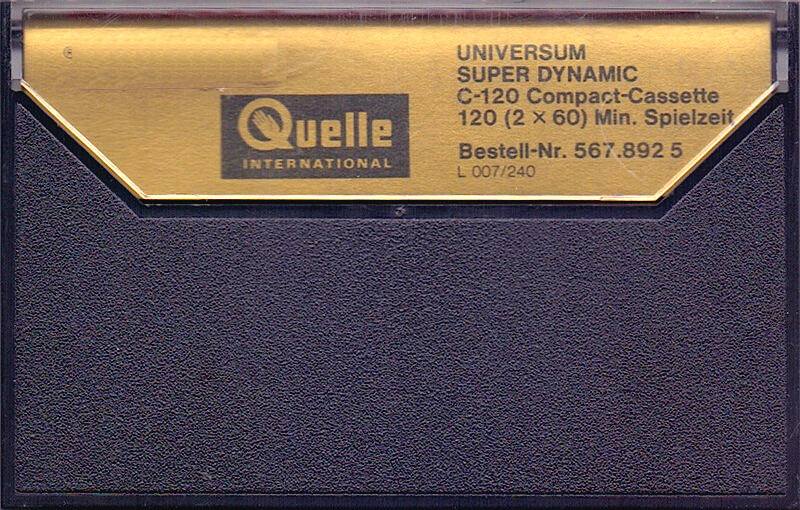 UNIVERSUM
SUPER DYNAMIC
C-120 Compact-Cassette
120 (2 x 60) Min. Spielzeit
Quelle
INTERNATIONAL
Bestell-Nr. 567.892 5
L 007/240